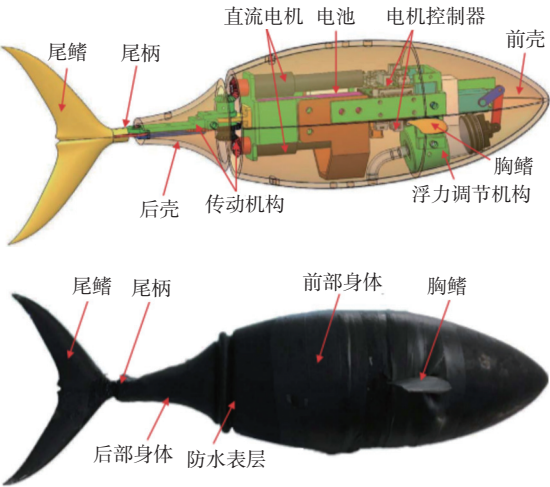 直流电机
电池
电机控制器
前壳
尾鳍
尾柄
后壳
传动机构
胸鳍
浮力调节机构
尾鳍
尾柄
前部身体
胸鳍
后部身体
防水表层